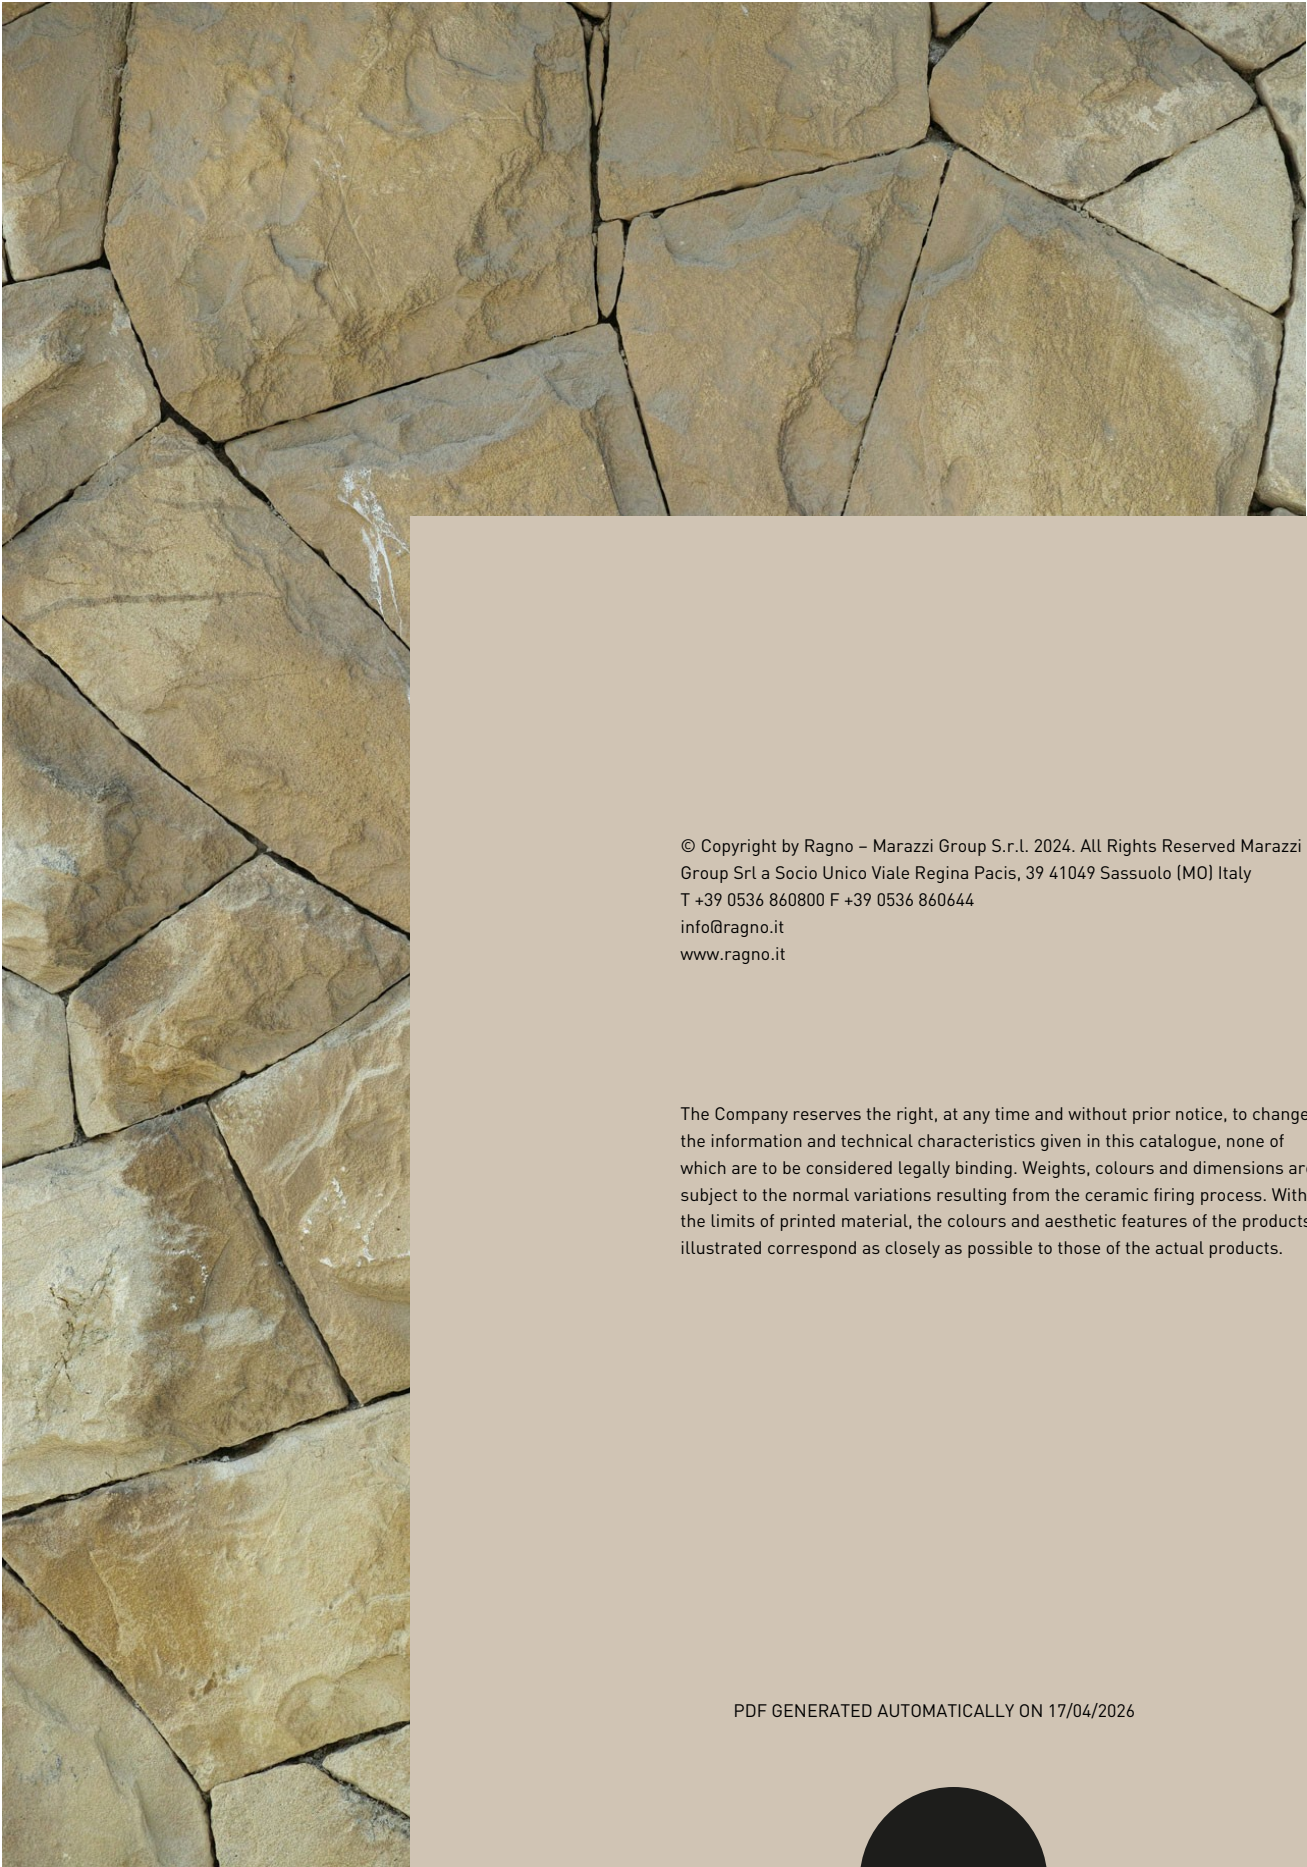 © Copyright by Ragno – Marazzi Group S.r.l. 2024. All Rights Reserved Marazzi
Group Srl a Socio Unico Viale Regina Pacis, 39 41049 Sassuolo (MO) Italy
T +39 0536 860800 F +39 0536 860644
info@ragno.it
www.ragno.it
The Company reserves the right, at any time and without prior notice, to change
the information and technical characteristics given in this catalogue, none of
which are to be considered legally binding. Weights, colours and dimensions are
subject to the normal variations resulting from the ceramic firing process. With
the limits of printed material, the colours and aesthetic features of the products
illustrated correspond as closely as possible to those of the actual products.
PDF GENERATED AUTOMATICALLY ON 17/04/2026